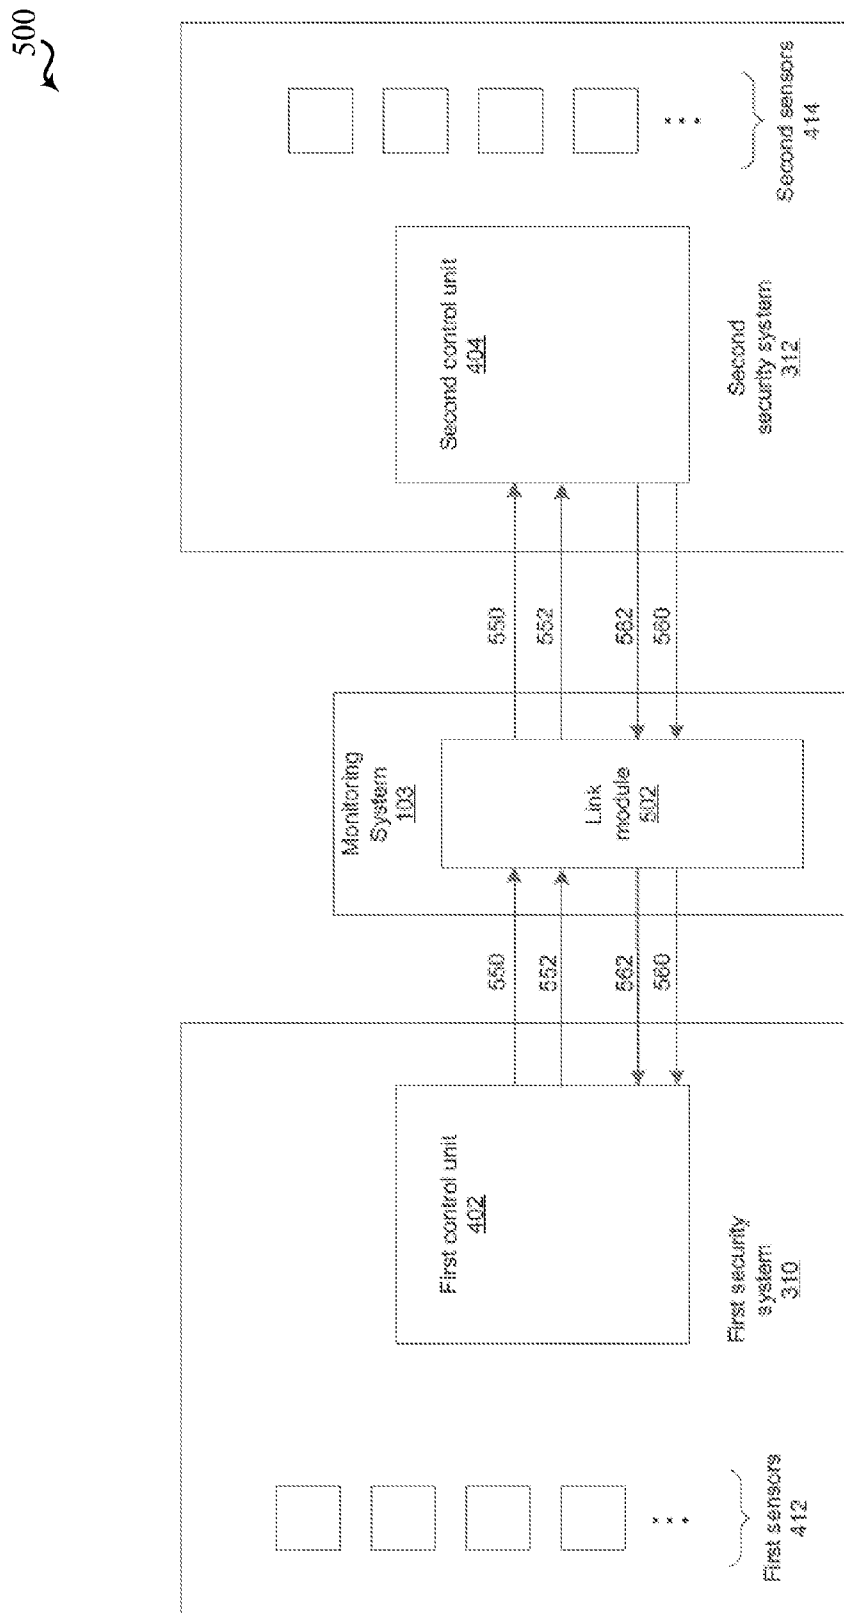 500
Monitoring
System
103
First control unit
402
Second control unit
404
550
550
552
552
Link
module
502
562
562
560
560
First security
system
310
Second
security system
312
First sensors
412
Second sensors
414